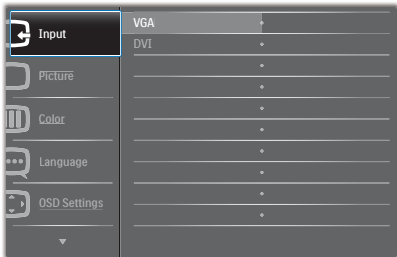 Input
VGA
DVI
Picture
Color
Language
OSD Settings